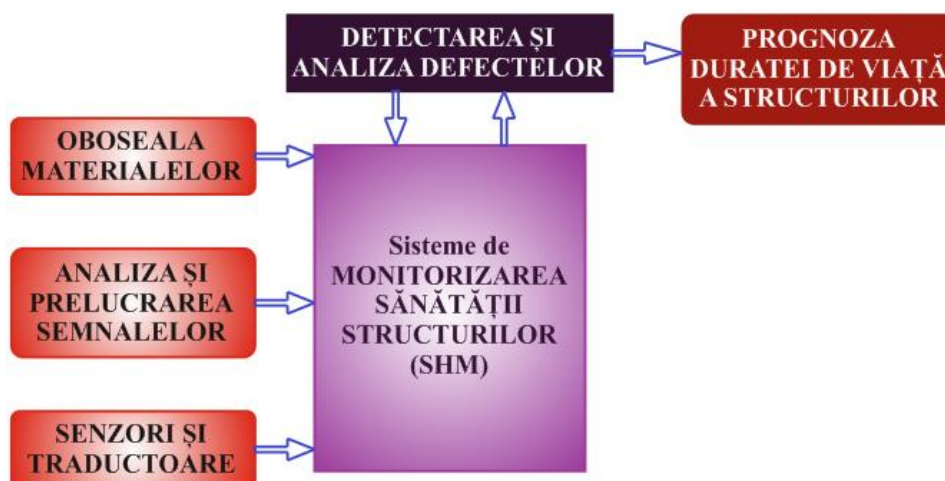 DETECTAREA ȘI
ANALIZA DEFECTELOR
PROGNOZA
DURATEI DE VIAȚĂ
A STRUCTURILOR
OBOSEALA
MATERIALELOR
ANALIZA ȘI
PRELUCRAREA
SEMNALELOR
SENZORI ȘI
TRADUCTOARE
Sisteme de
MONITORIZAREA
SĂNĂTĂȚII
STRUCTURILOR
(SHM)